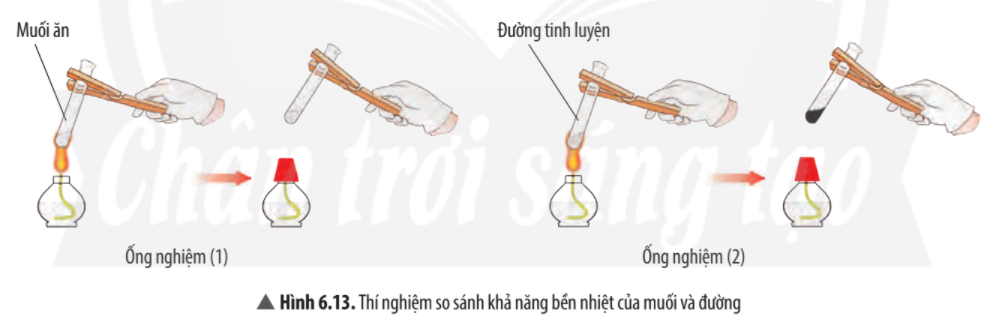 Muối ăn
Đường tinh luyện
Chân trời sáng tạo
Ống nghiệm (1)
Ống nghiệm (2)
▲ Hình 6.13. Thí nghiệm so sánh khả năng bền nhiệt của muối và đường